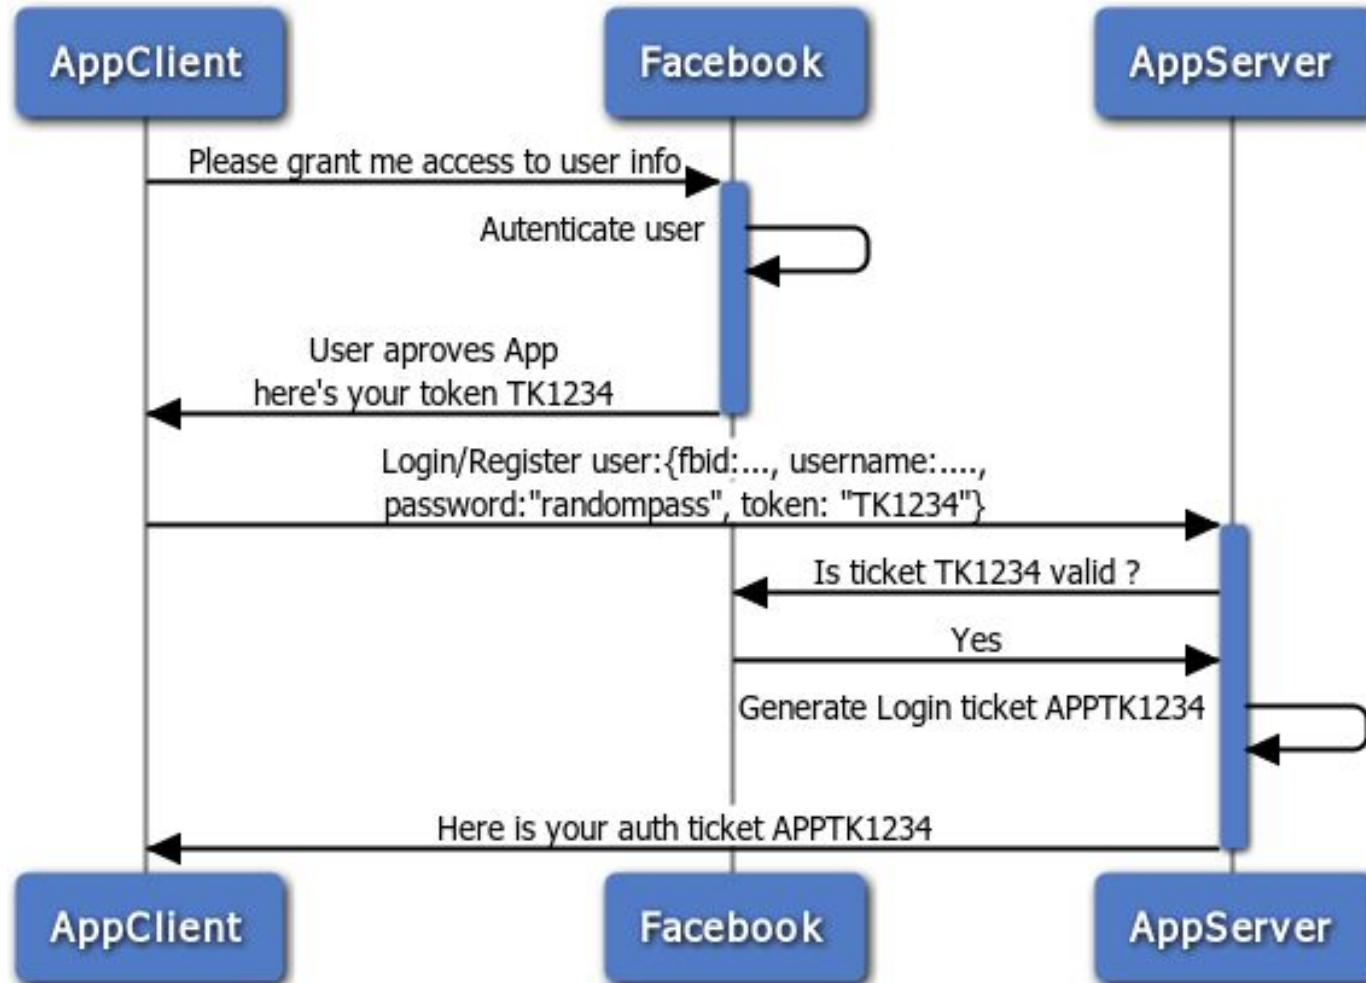 AppClient
Facebook
AppServer
Please grant me access to user info
Autenticate user
User aproves App
here's your token TK1234
Login/Register user:{fbid:..., username:....,
password:"randompass", token: "TK1234"}
Is ticket TK1234 valid ?
Yes
Generate Login ticket APPTK1234
Here is your auth ticket APPTK1234
AppClient
Facebook
AppServer